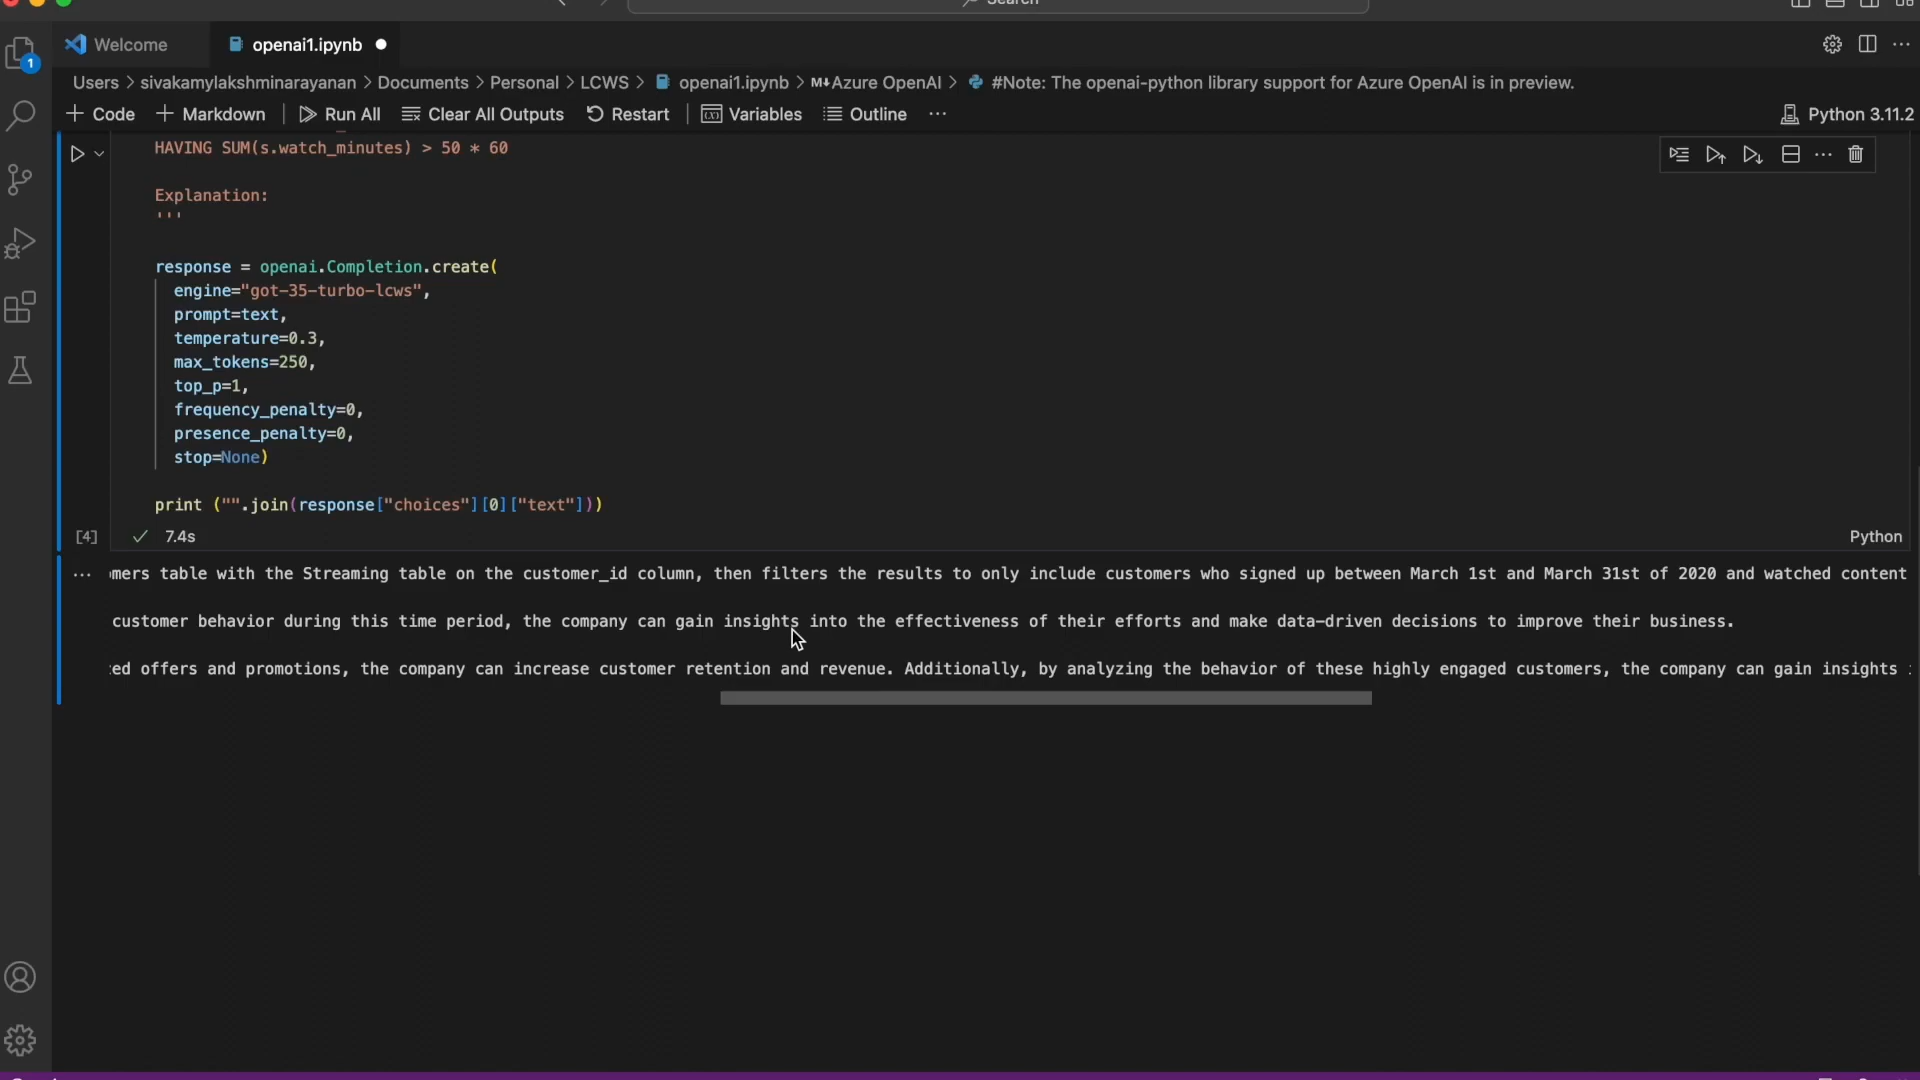 Search
Welcome
openai1.ipynb
1
Users > sivakamylakshminarayanan > Documents > Personal > LCWS > openai1.ipynb > M↓Azure OpenAI > #Note: The openai-python library support for Azure OpenAI is in preview.
+ Code + Markdown Run All Clear All Outputs Restart Variables Outline ... Python 3.11.2
HAVING SUM(s.watch_minutes) > 50 * 60
Explanation:
'''
response = openai.Completion.create(
engine="got-35-turbo-lcws",
prompt=text,
temperature=0.3,
max_tokens=250,
top_p=1,
frequency_penalty=0,
presence_penalty=0,
stop=None)
print ("".join(response["choices"][0]["text"]))
[4] 7.4s Python
mers table with the Streaming table on the customer_id column, then filters the results to only include customers who signed up between March 1st and March 31st of 2020 and watched content
customer behavior during this time period, the company can gain insights into the effectiveness of their efforts and make data-driven decisions to improve their business.
ted offers and promotions, the company can increase customer retention and revenue. Additionally, by analyzing the behavior of these highly engaged customers, the company can gain insights